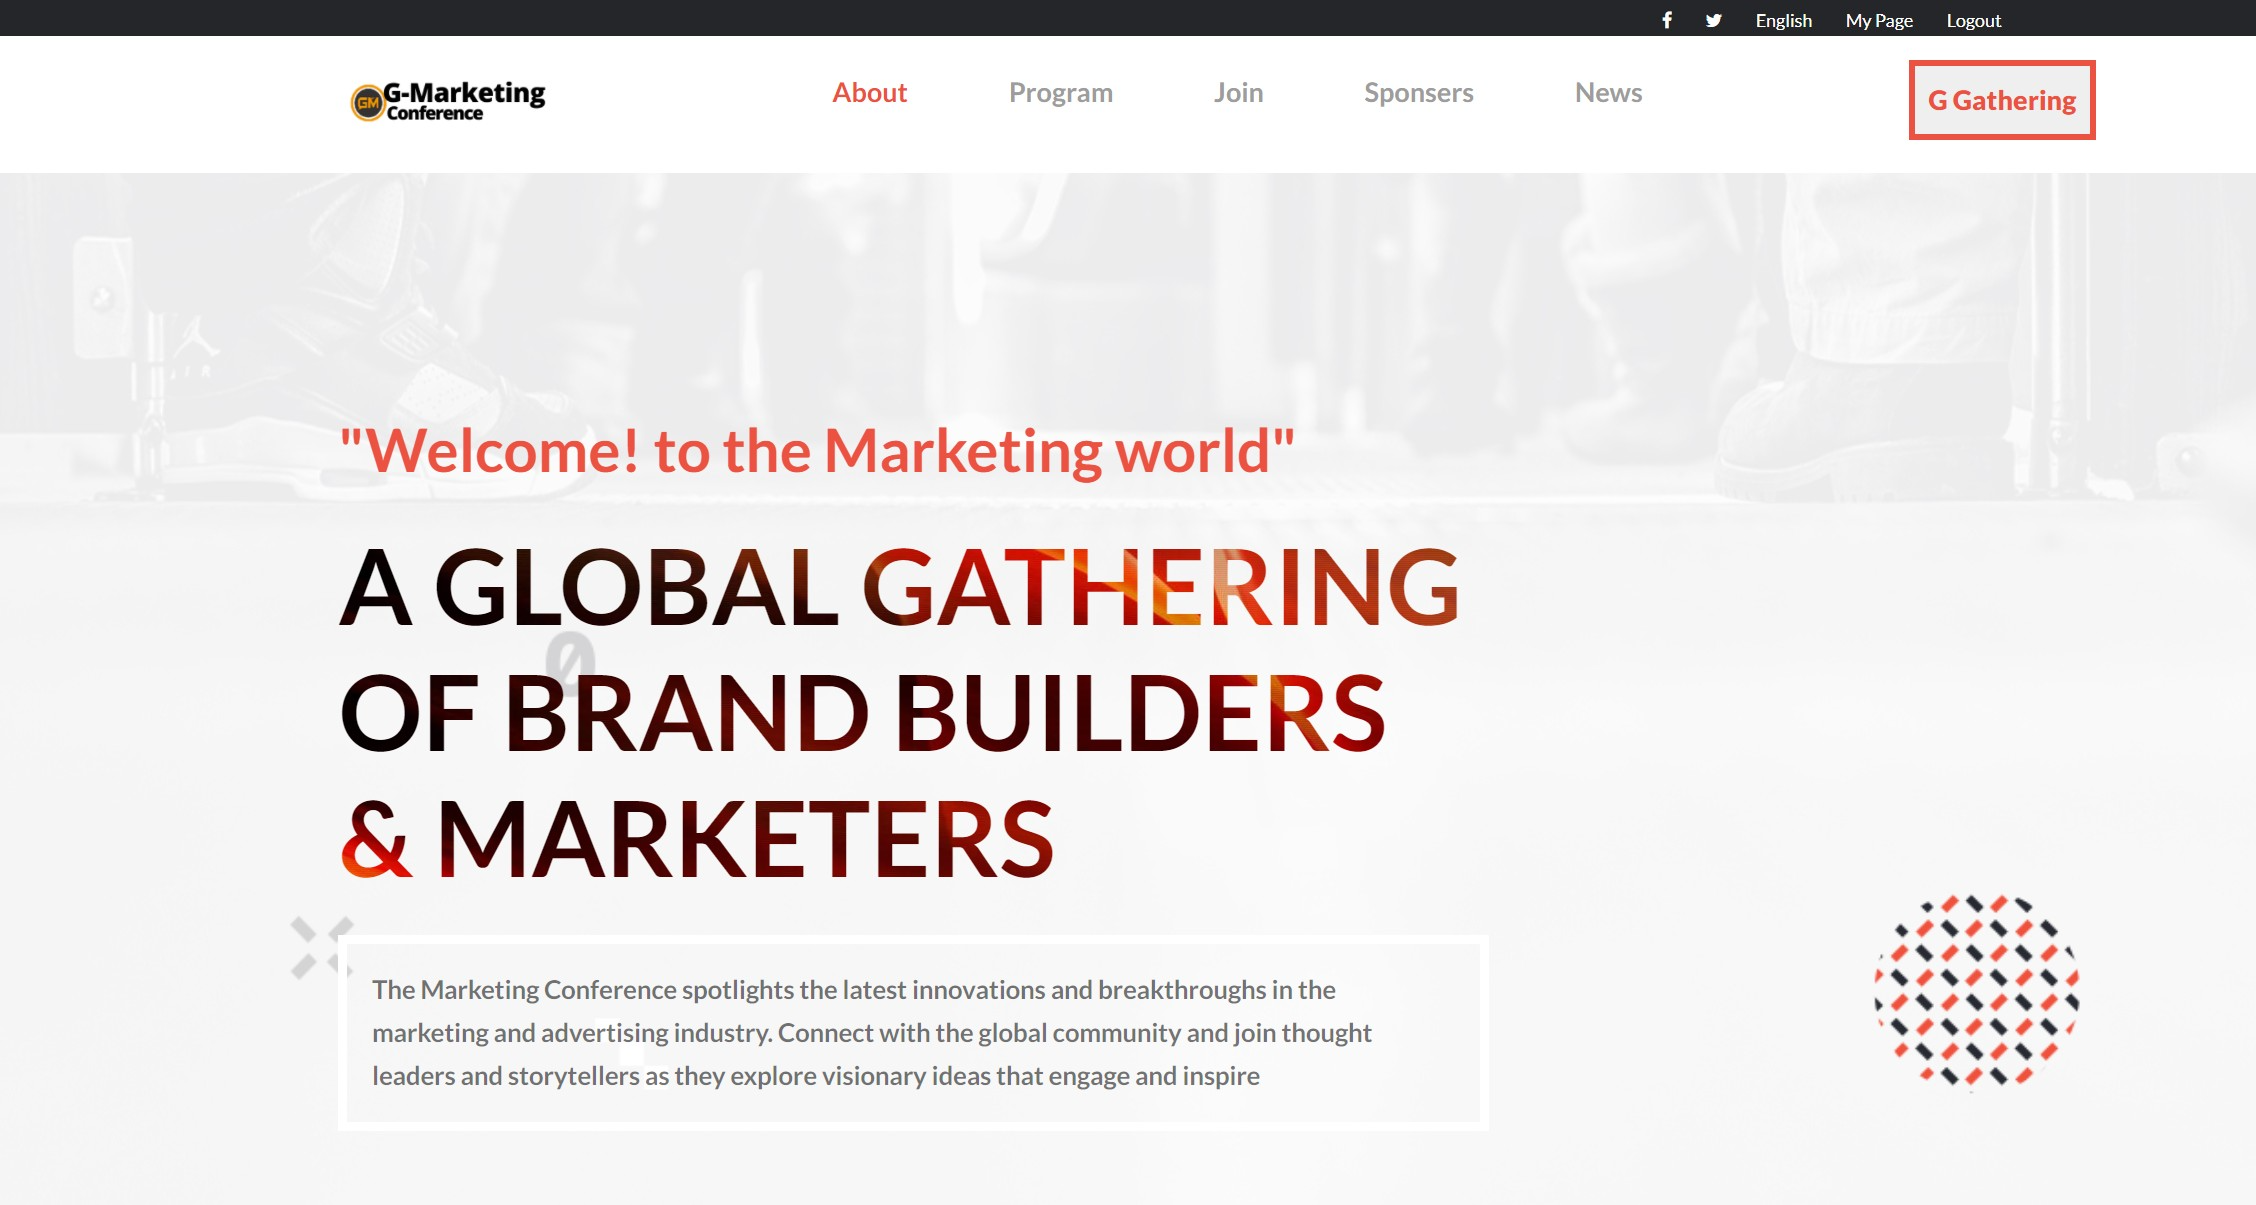 English My Page Logout
GM G-Marketing
Conference
About Program Join Sponsers News
G Gathering
AIR
"Welcome! to the Marketing world"
A GLOBAL GATHERING
0
OF BRAND BUILDERS
& MARKETERS
The Marketing Conference spotlights the latest innovations and breakthroughs in the
marketing and advertising industry. Connect with the global community and join thought
leaders and storytellers as they explore visionary ideas that engage and inspire